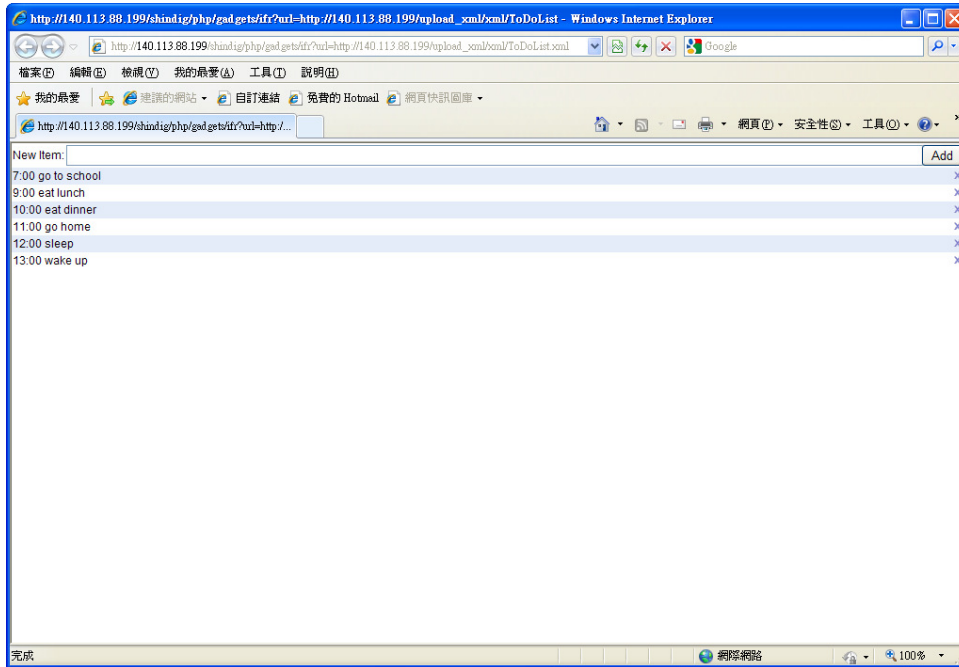 http://140.113.88.199/shindig/php/gadgets/ifr?url=http://140.113.88.199/upload_xml/xml/ToDoList - Windows Internet Explorer
http://140.113.88.199/shindig/php/gadgets/ifr?url=http://140.113.88.199/upload_xml/xml/ToDoList.xml Google
檔案(F) 編輯(E) 檢視(V) 我的最愛(A) 工具(T) 說明(H)
我的最愛 建議的網站 自訂連結 免費的 Hotmail 網頁快訊圖庫
http://140.113.88.199/shindig/php/gadgets/ifr?url=http:/... 網頁(P) 安全性(S) 工具(O)
New Item: Add
7:00 go to school x
9:00 eat lunch x
10:00 eat dinner x
11:00 go home x
12:00 sleep x
13:00 wake up x
完成 網際網路 100%